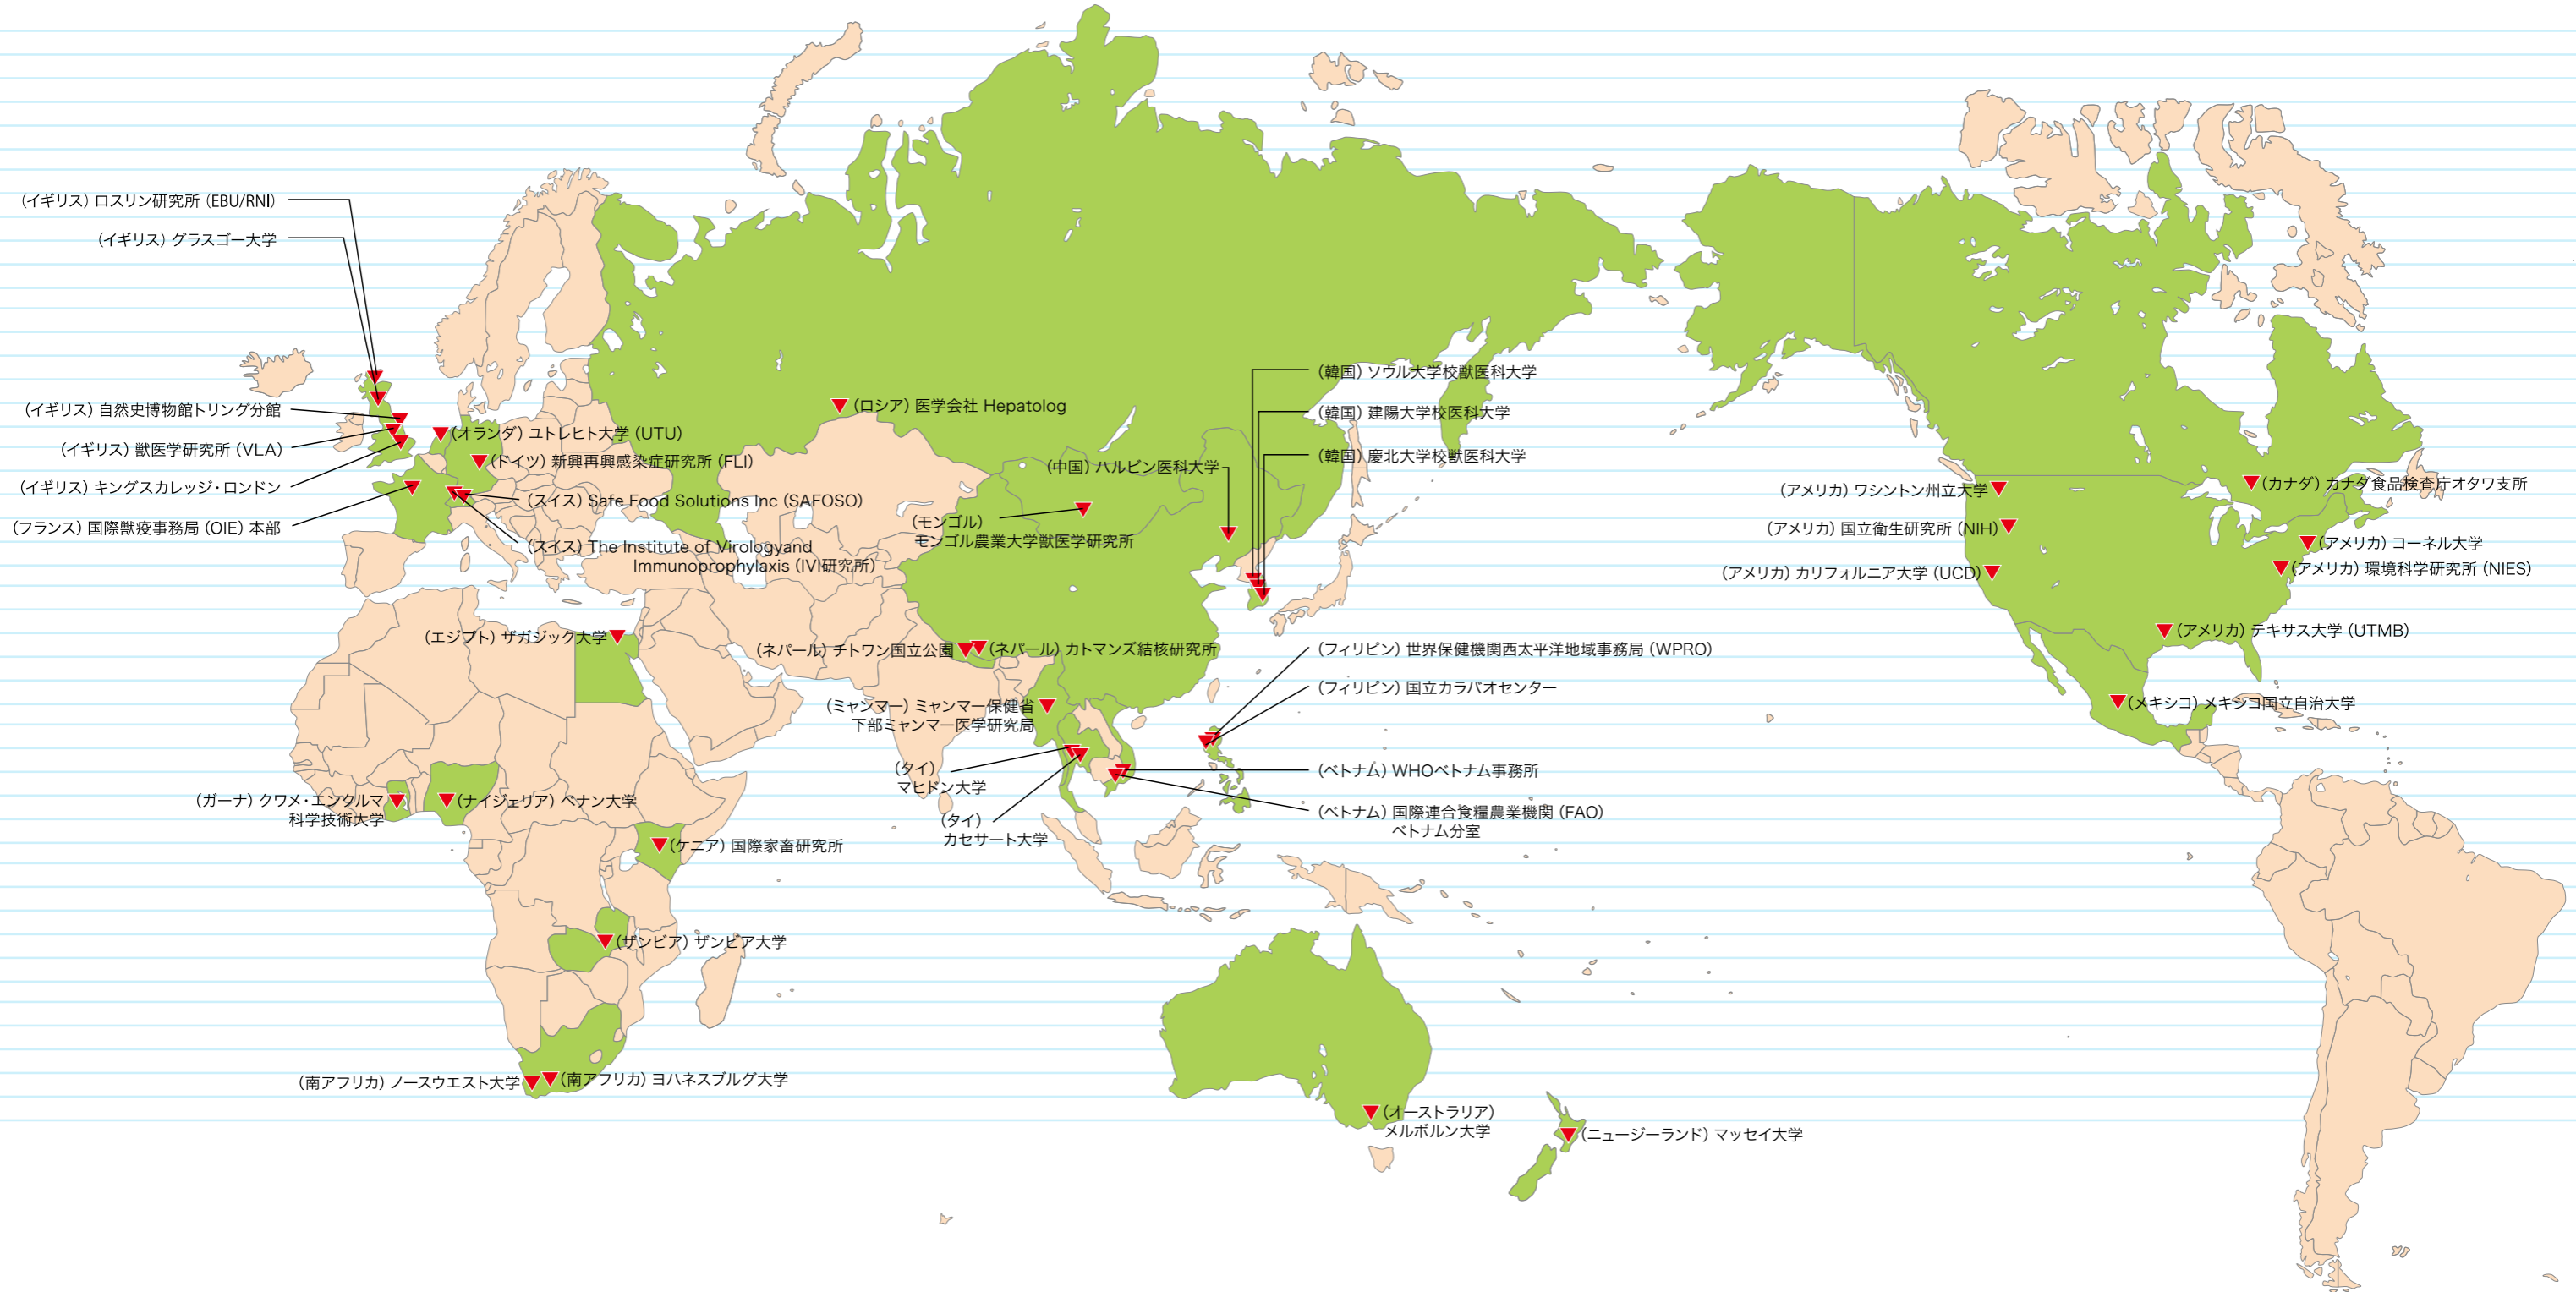 (イギリス) ロスリン研究所 (EBU/RNI)
(イギリス) グラスゴー大学
(イギリス) 自然史博物館トリング分館
(イギリス) 獣医学研究所 (VLA)
(イギリス) キングスカレッジ・ロンドン
(フランス) 国際獣疫事務局 (OIE) 本部
(オランダ) ユトレヒト大学 (UTU)
(ドイツ) 新興再興感染症研究所 (FLI)
(スイス) Safe Food Solutions Inc (SAFOSO)
(スイス) The Institute of Virologyand
Immunoprophylaxis (IVI研究所)
(ロシア) 医学会社 Hepatolog
(モンゴル)
モンゴル農業大学獣医学研究所
(中国) ハルビン医科大学
(韓国) ソウル大学校獣医科大学
(韓国) 建陽大学校医科大学
(韓国) 慶北大学校獣医科大学
(エジプト) ザガジック大学
(ネパール) チトワン国立公園
(ネパール) カトマンズ結核研究所
(ミャンマー) ミャンマー保健省
下部ミャンマー医学研究局
(タイ)
マヒドン大学
(タイ)
カセサート大学
(フィリピン) 世界保健機関西太平洋地域事務局 (WPRO)
(フィリピン) 国立カラバオセンター
(ベトナム) WHOベトナム事務所
(ベトナム) 国際連合食糧農業機関 (FAO)
ベトナム分室
(ガーナ) クワメ・エンクルマ
科学技術大学
(ナイジェリア) ベナン大学
(ケニア) 国際家畜研究所
(ザンビア) ザンビア大学
(南アフリカ) ノースウエスト大学
(南アフリカ) ヨハネスブルグ大学
(オーストラリア)
メルボルン大学
(ニュージーランド) マッセイ大学
(アメリカ) ワシントン州立大学
(アメリカ) 国立衛生研究所 (NIH)
(アメリカ) カリフォルニア大学 (UCD)
(カナダ) カナダ食品検査庁オタワ支所
(アメリカ) コーネル大学
(アメリカ) 環境科学研究所 (NIES)
(アメリカ) テキサス大学 (UTMB)
(メキシコ) メキシコ国立自治大学